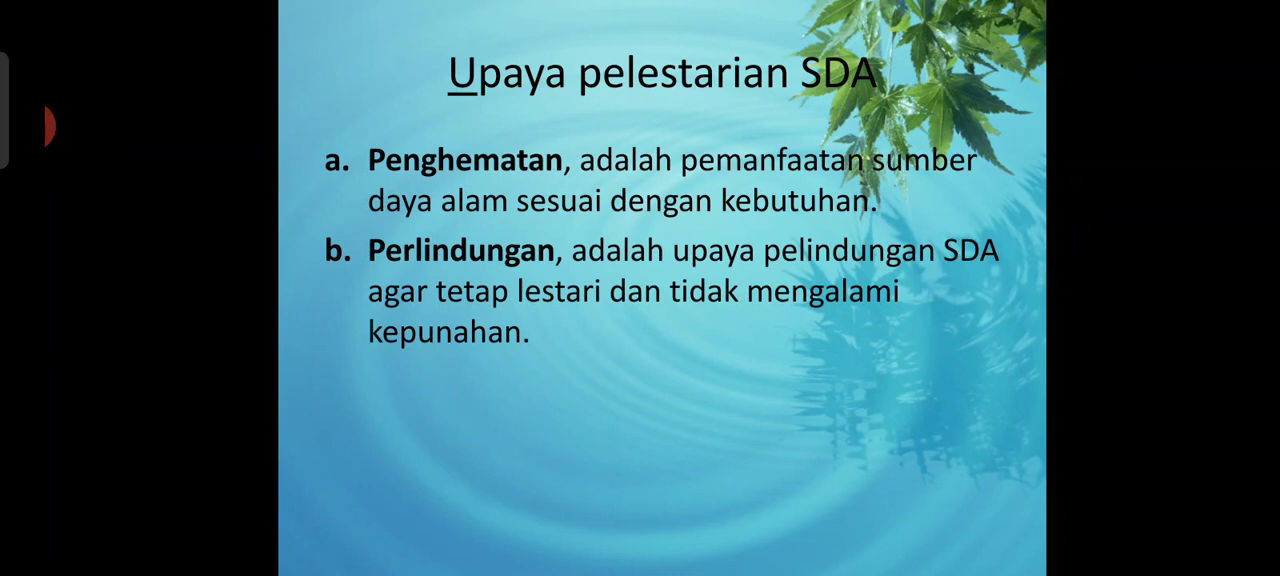 Upaya pelestarian SDA
a. Penghematan, adalah pemanfaatan sumber
daya alam sesuai dengan kebutuhan.
b. Perlindungan, adalah upaya pelindungan SDA
agar tetap lestari dan tidak mengalami
kepunahan.